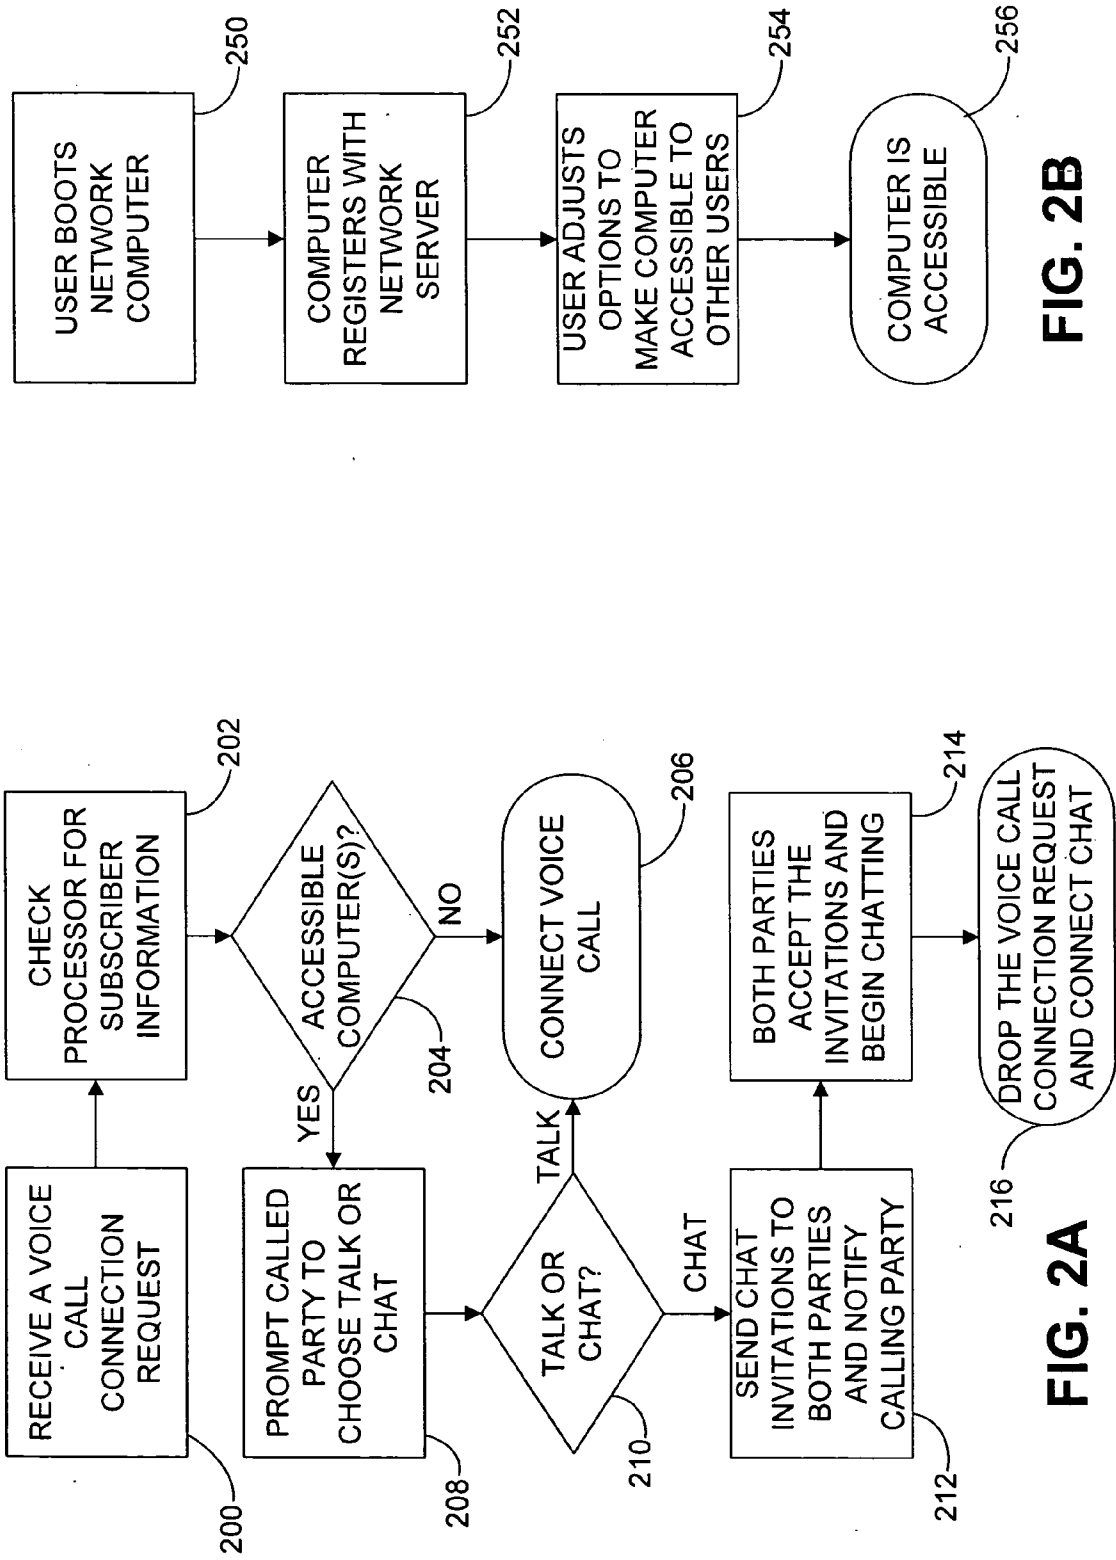 RECEIVE A VOICE
CALL
CONNECTION
REQUEST
200
CHECK
PROCESSOR FOR
SUBSCRIBER
INFORMATION
202
ACCESSIBLE
COMPUTER(S)?
204
YES
NO
PROMPT CALLED
PARTY TO
CHOOSE TALK OR
CHAT
208
CONNECT VOICE
CALL
206
TALK OR
CHAT?
210
TALK
CHAT
SEND CHAT
INVITATIONS TO
BOTH PARTIES
AND NOTIFY
CALLING PARTY
212
BOTH PARTIES
ACCEPT THE
INVITATIONS AND
BEGIN CHATTING
214
DROP THE VOICE CALL
CONNECTION REQUEST
AND CONNECT CHAT
216
FIG. 2A
USER BOOTS
NETWORK
COMPUTER
250
COMPUTER
REGISTERS WITH
NETWORK
SERVER
252
USER ADJUSTS
OPTIONS TO
MAKE COMPUTER
ACCESSIBLE TO
OTHER USERS
254
COMPUTER IS
ACCESSIBLE
256
FIG. 2B